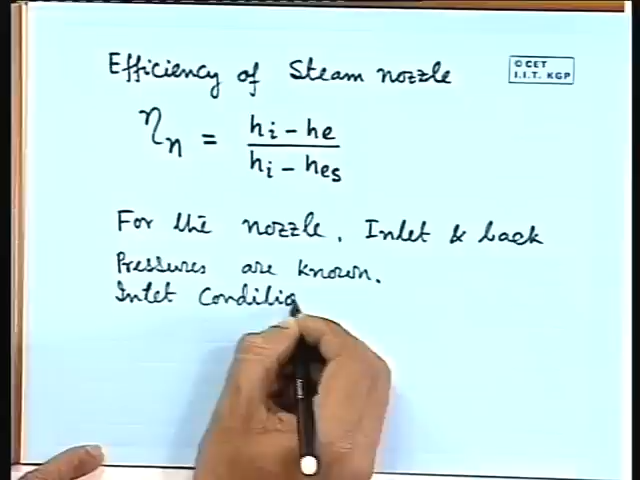 Efficiency of Steam nozzle
© CET
I.I.T. KGP
ηn = hi - he / hi - hes
For the nozzle, Inlet & back
Pressures are known.
Inlet Conditio